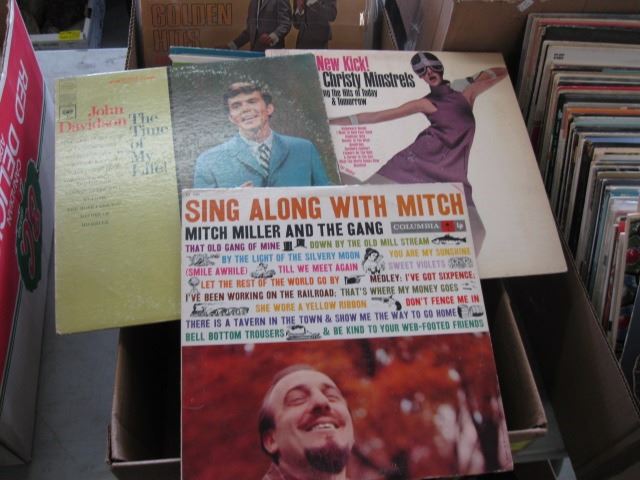 GOLDEN
HITS
RED DELIC
John
Davidson
The
Time
of
My
Life!
New Kick!
Christy Minstrels
ng the Hits of Today
& Tomorrow
SING ALONG WITH MITCH
MITCH MILLER AND THE GANG
COLUMBIA
THAT OLD GANG OF MINE DOWN BY THE OLD MILL STREAM
BY THE LIGHT OF THE SILVERY MOON YOU ARE MY SUNSHINE
(SMILE AWHILE) TILL WE MEET AGAIN SWEET VIOLETS
LET THE REST OF THE WORLD GO BY MEDLEY: I'VE GOT SIXPENCE;
I'VE BEEN WORKING ON THE RAILROAD; THAT'S WHERE MY MONEY GOES
SHE WORE A YELLOW RIBBON DON'T FENCE ME IN
THERE IS A TAVERN IN THE TOWN & SHOW ME THE WAY TO GO HOME
BELL BOTTOM TROUSERS & BE KIND TO YOUR WEB-FOOTED FRIENDS